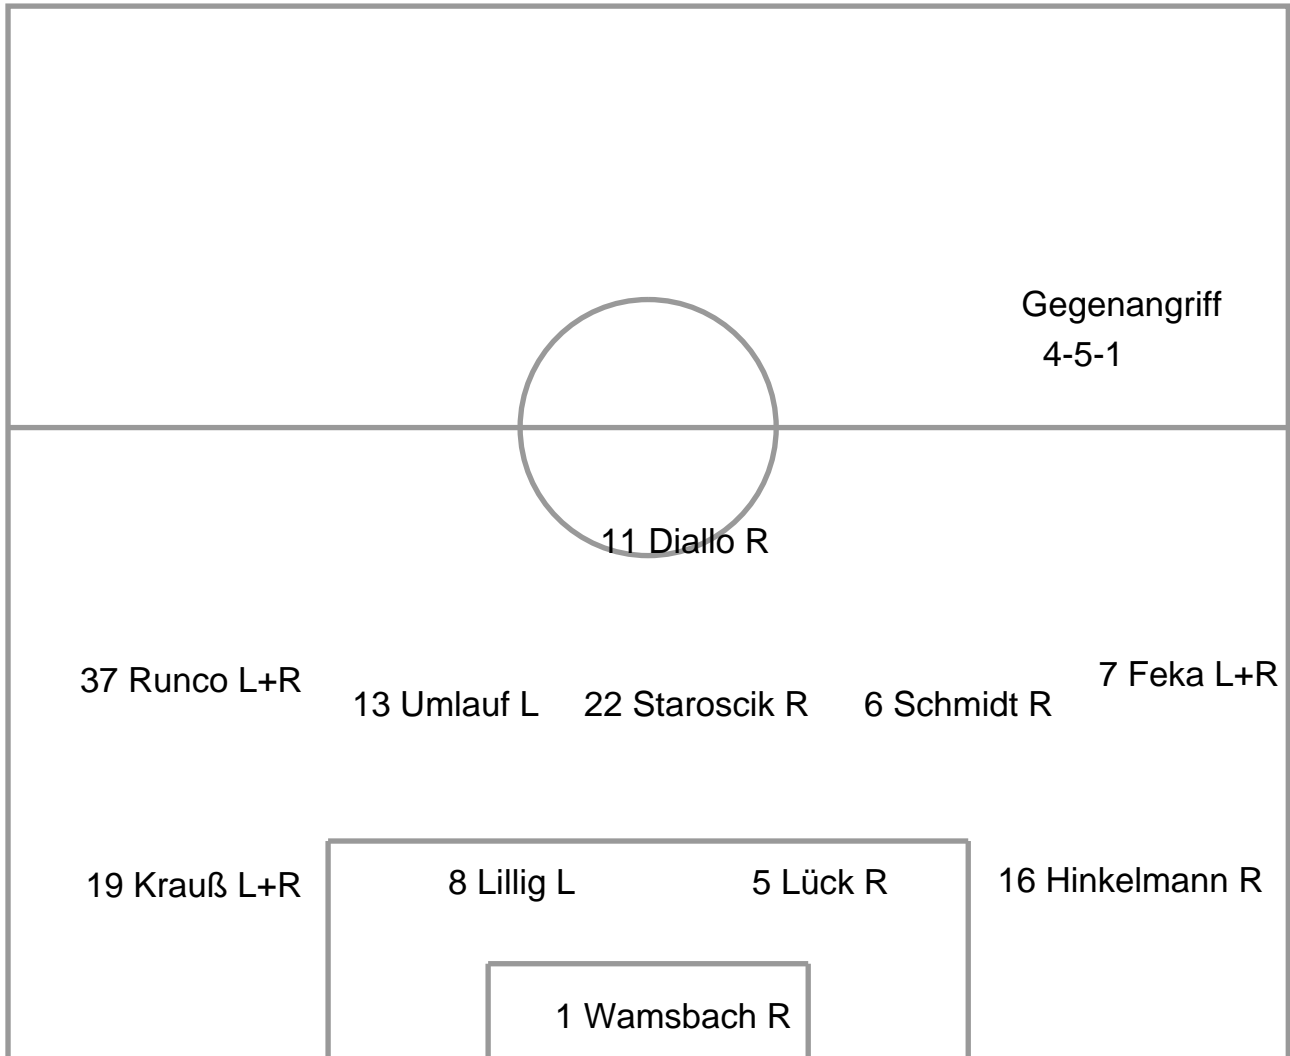 Gegenangriff
4-5-1
11 Diallo R
37 Runco L+R
13 Umlauf L
22 Staroscik R
6 Schmidt R
7 Feka L+R
19 Krauß L+R
8 Lillig L
5 Lück R
16 Hinkelmann R
1 Wamsbach R